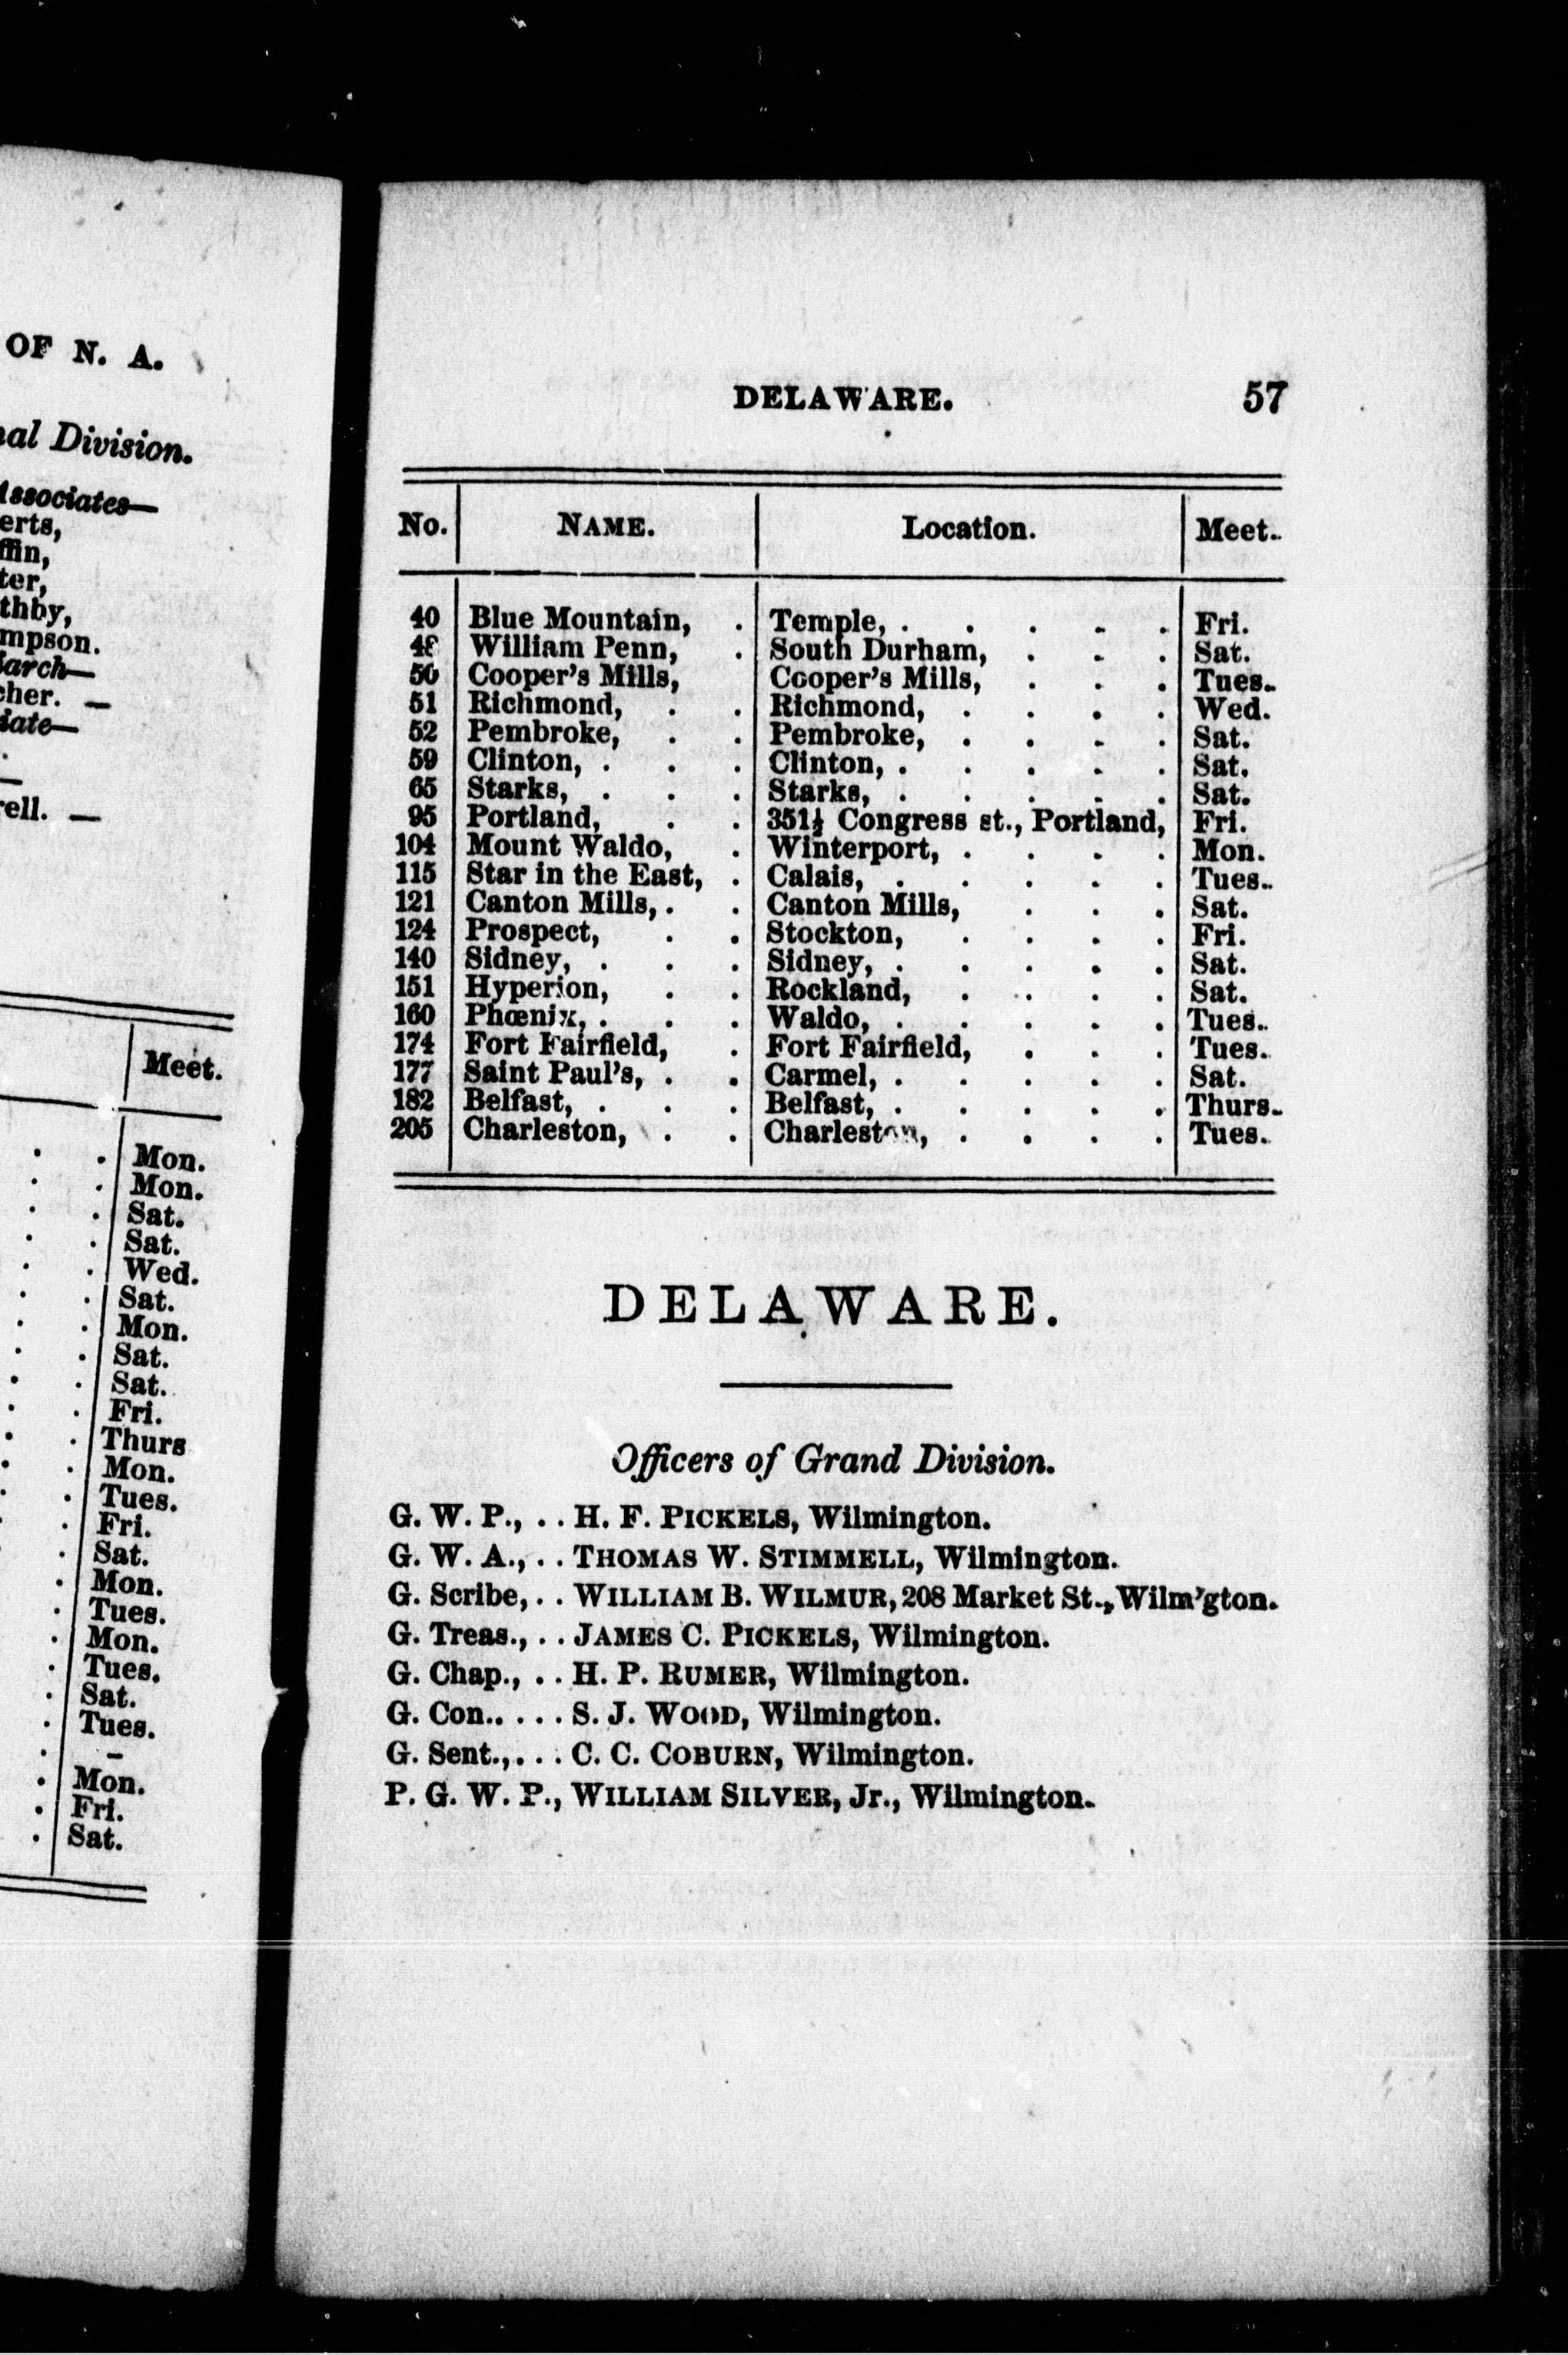 OF N. A.
Division.
Associates—
thby,
March—
Meet.
Mon.
Mon.
Sat.
Sat.
Wed.
Sat.
Mon.
Sat.
Sat.
Fri.
Thurs
Mon.
Tues.
Fri.
Sat.
Mon.
Tues.
Mon.
Tues.
Sat.
Tues.
–
Mon.
Fri.
Sat.
DELAWARE. 57
No. NAME. Location. Meet.
40 Blue Mountain, . Temple, . . . . . Fri.
William Penn, . South Durham, . . . Sat.
50 Cooper's Mills, Cooper's Mills, . . . Tues.
51 Richmond, . . Richmond, . . . . Wed.
52 Pembroke, . . Pembroke, . . . . Sat.
59 Clinton, . . . Clinton, . . . . . Sat.
65 Starks, . . . Starks, . . . . . Sat.
95 Portland, . . 351½ Congress st., Portland, Fri.
104 Mount Waldo, . Winterport, . . . . Mon.
115 Star in the East, . Calais, . . . . . Tues.
121 Canton Mills, . . Canton Mills, . . . Sat.
124 Prospect, . . Stockton, . . . . Fri.
140 Sidney, . . . Sidney, . . . . . Sat.
151 Hyperion, . . Rockland, . . . . Sat.
160 Phœnix, . . . Waldo, . . . . . Tues.
174 Fort Fairfield, . Fort Fairfield, . . . Tues.
177 Saint Paul's, . . Carmel, . . . . . Sat.
182 Belfast, . . . Belfast, . . . . . Thurs.
205 Charleston, . . Charleston, . . . . Tues.
DELAWARE.
Officers of Grand Division.
G. W. P., . . H. F. PICKELS, Wilmington.
G. W. A., . . THOMAS W. STIMMELL, Wilmington.
G. Scribe, . . WILLIAM B. WILMUR, 208 Market St., Wilm'gton.
G. Treas., . . JAMES C. PICKELS, Wilmington.
G. Chap., . . H. P. RUMER, Wilmington.
G. Con. . . . . S. J. WOOD, Wilmington.
G. Sent., . . . C. C. COBURN, Wilmington.
P. G. W. P., WILLIAM SILVER, Jr., Wilmington.